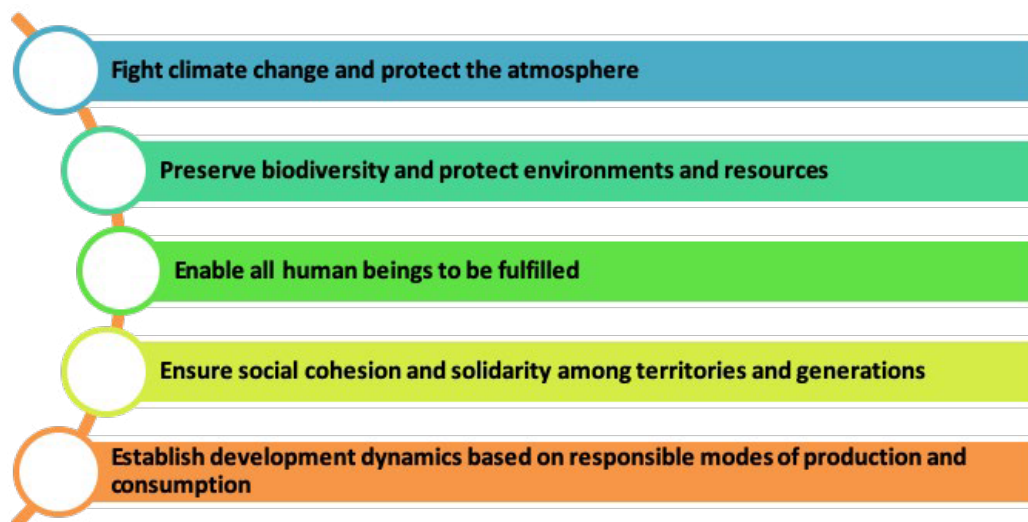 Fight climate change and protect the atmosphere
Preserve biodiversity and protect environments and resources
Enable all human beings to be fulfilled
Ensure social cohesion and solidarity among territories and generations
Establish development dynamics based on responsible modes of production and
consumption